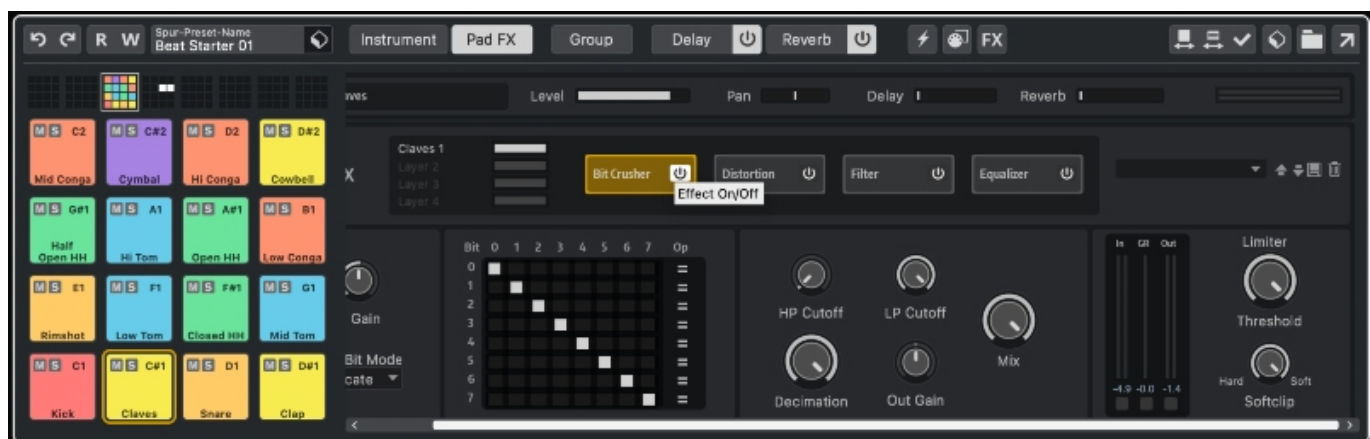 R W Spur-Preset-Name
Beat Starter 01
Instrument Pad FX Group Delay Reverb FX
aves Level Pan Delay Reverb
M S C2 M S C#2 M S D2 M S D#2
Mid Conga Cymbal Hi Conga Cowbell
X
Claves 1
Layer 2
Layer 3
Layer 4
Bit Crusher Distortion Filter Equalizer
Effect On/Off
M S G#1 M S A1 M S A#1 M S B1
Half
Open HH Hi Tom Open HH Low Conga
M S E1 M S F1 M S F#1 M S G1
Rimshot Low Tom Closed HH Mid Tom
M S C1 M S C#1 M S D1 M S D#1
Kick Claves Snare Clap
Gain
Bit Mode
cate
Bit 0 1 2 3 4 5 6 7 Op
0 =
1 =
2 =
3 =
4 =
5 =
6 =
7 =
HP Cutoff LP Cutoff
Mix
Decimation Out Gain
In GR Out
-4.9 -0.0 -1.4
Limiter
Threshold
Hard Soft
Softclip